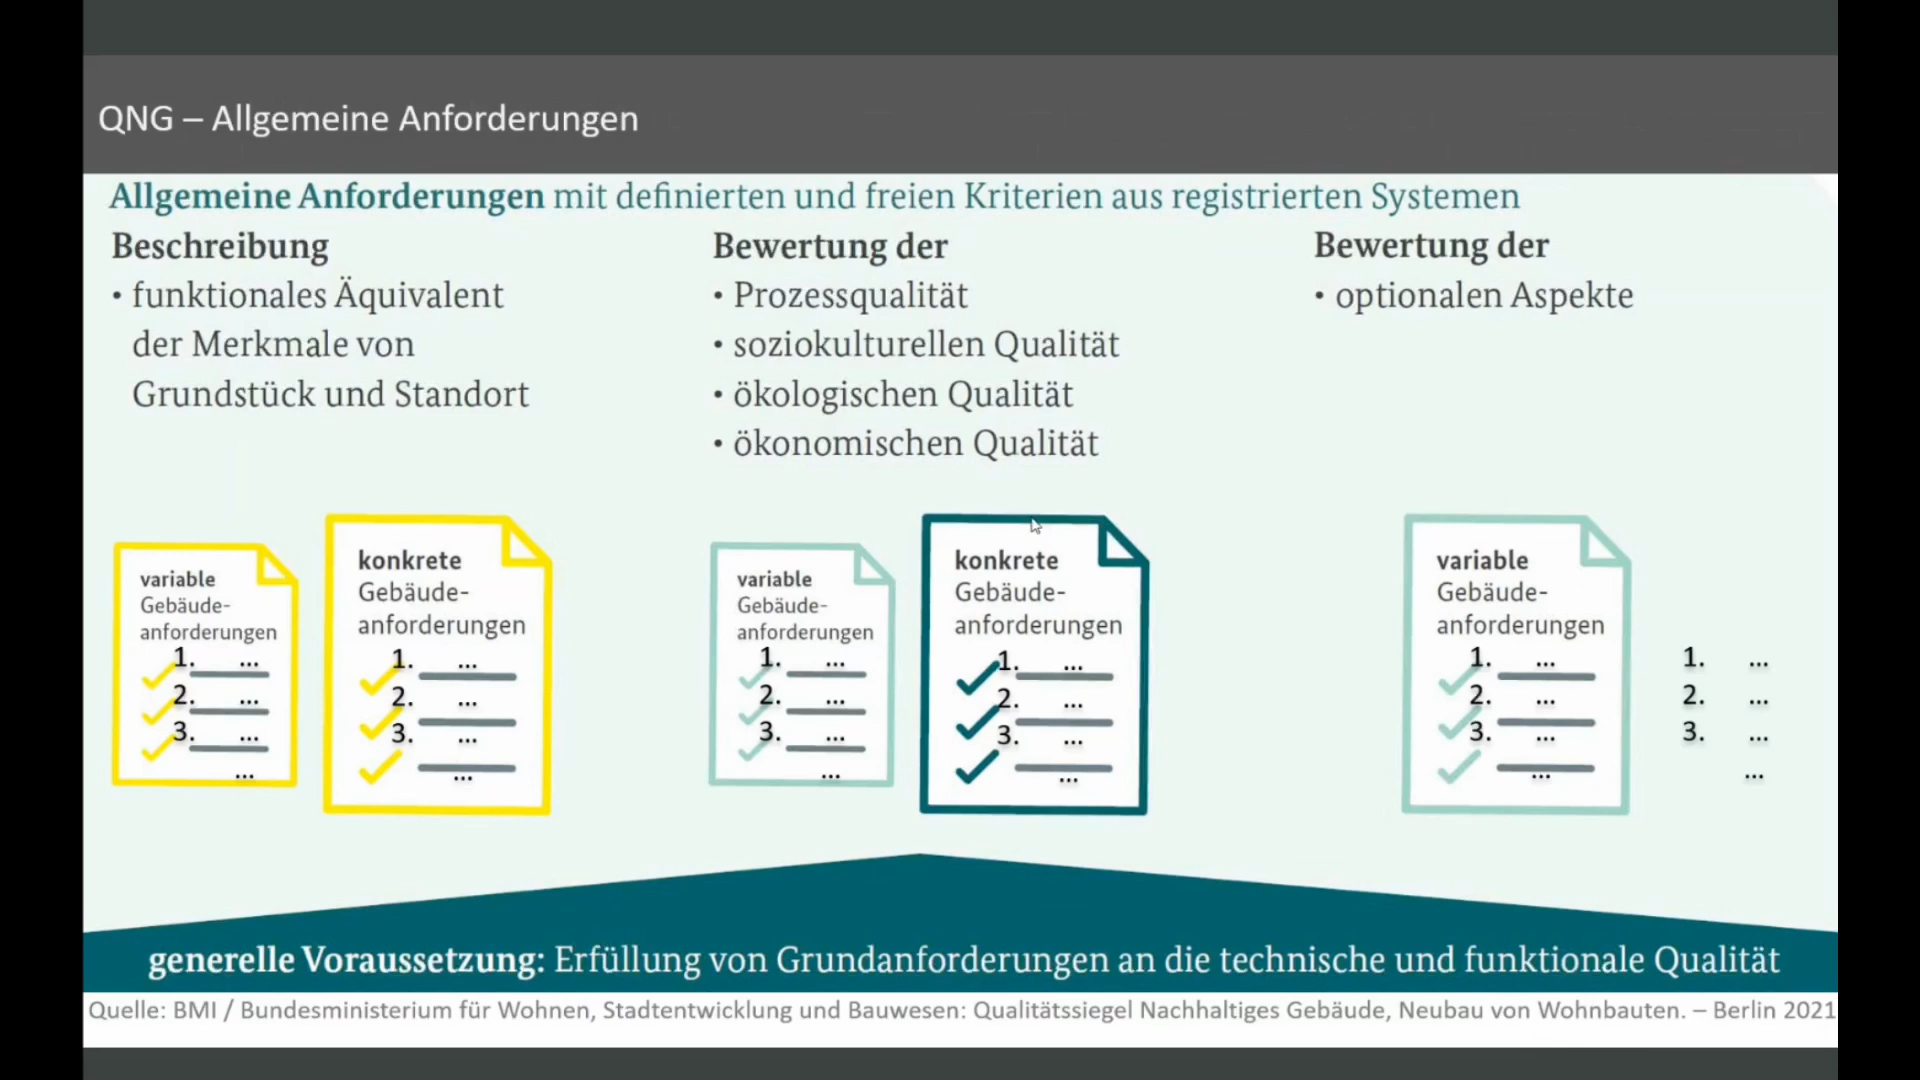 QNG – Allgemeine Anforderungen
Allgemeine Anforderungen mit definierten und freien Kriterien aus registrierten Systemen
Beschreibung
• funktionales Äquivalent
der Merkmale von
Grundstück und Standort
Bewertung der
• Prozessqualität
• soziokulturellen Qualität
• ökologischen Qualität
• ökonomischen Qualität
Bewertung der
• optionalen Aspekte
variable
Gebäude-
anforderungen
1. ...
2. ...
3. ...
...
konkrete
Gebäude-
anforderungen
1. ...
2. ...
3. ...
...
variable
Gebäude-
anforderungen
1. ...
2. ...
3. ...
...
konkrete
Gebäude-
anforderungen
1. ...
2. ...
3. ...
...
variable
Gebäude-
anforderungen
1. ...
2. ...
3. ...
...
1. ...
2. ...
3. ...
...
generelle Voraussetzung: Erfüllung von Grundanforderungen an die technische und funktionale Qualität
Quelle: BMI / Bundesministerium für Wohnen, Stadtentwicklung und Bauwesen: Qualitätssiegel Nachhaltiges Gebäude, Neubau von Wohnbauten. – Berlin 2021